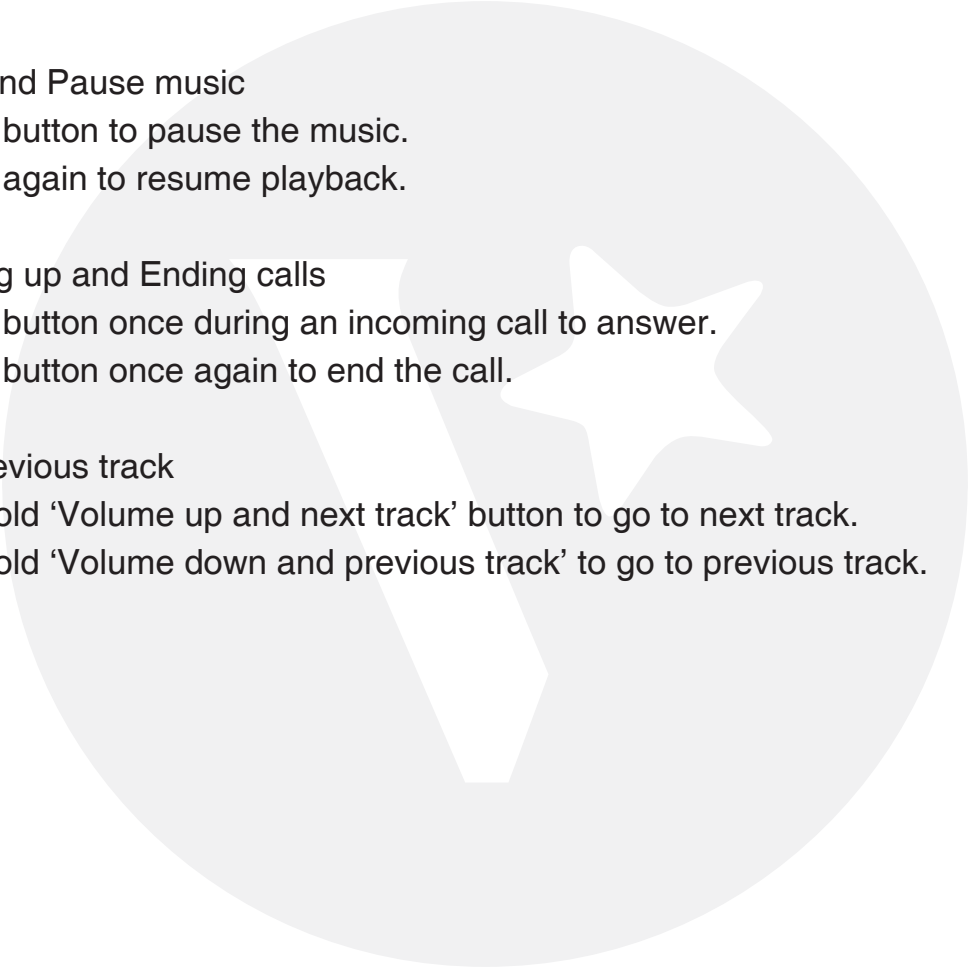 nd Pause music
button to pause the music.
again to resume playback.
g up and Ending calls
button once during an incoming call to answer.
button once again to end the call.
evious track
old ‘Volume up and next track’ button to go to next track.
old ‘Volume down and previous track’ to go to previous track.